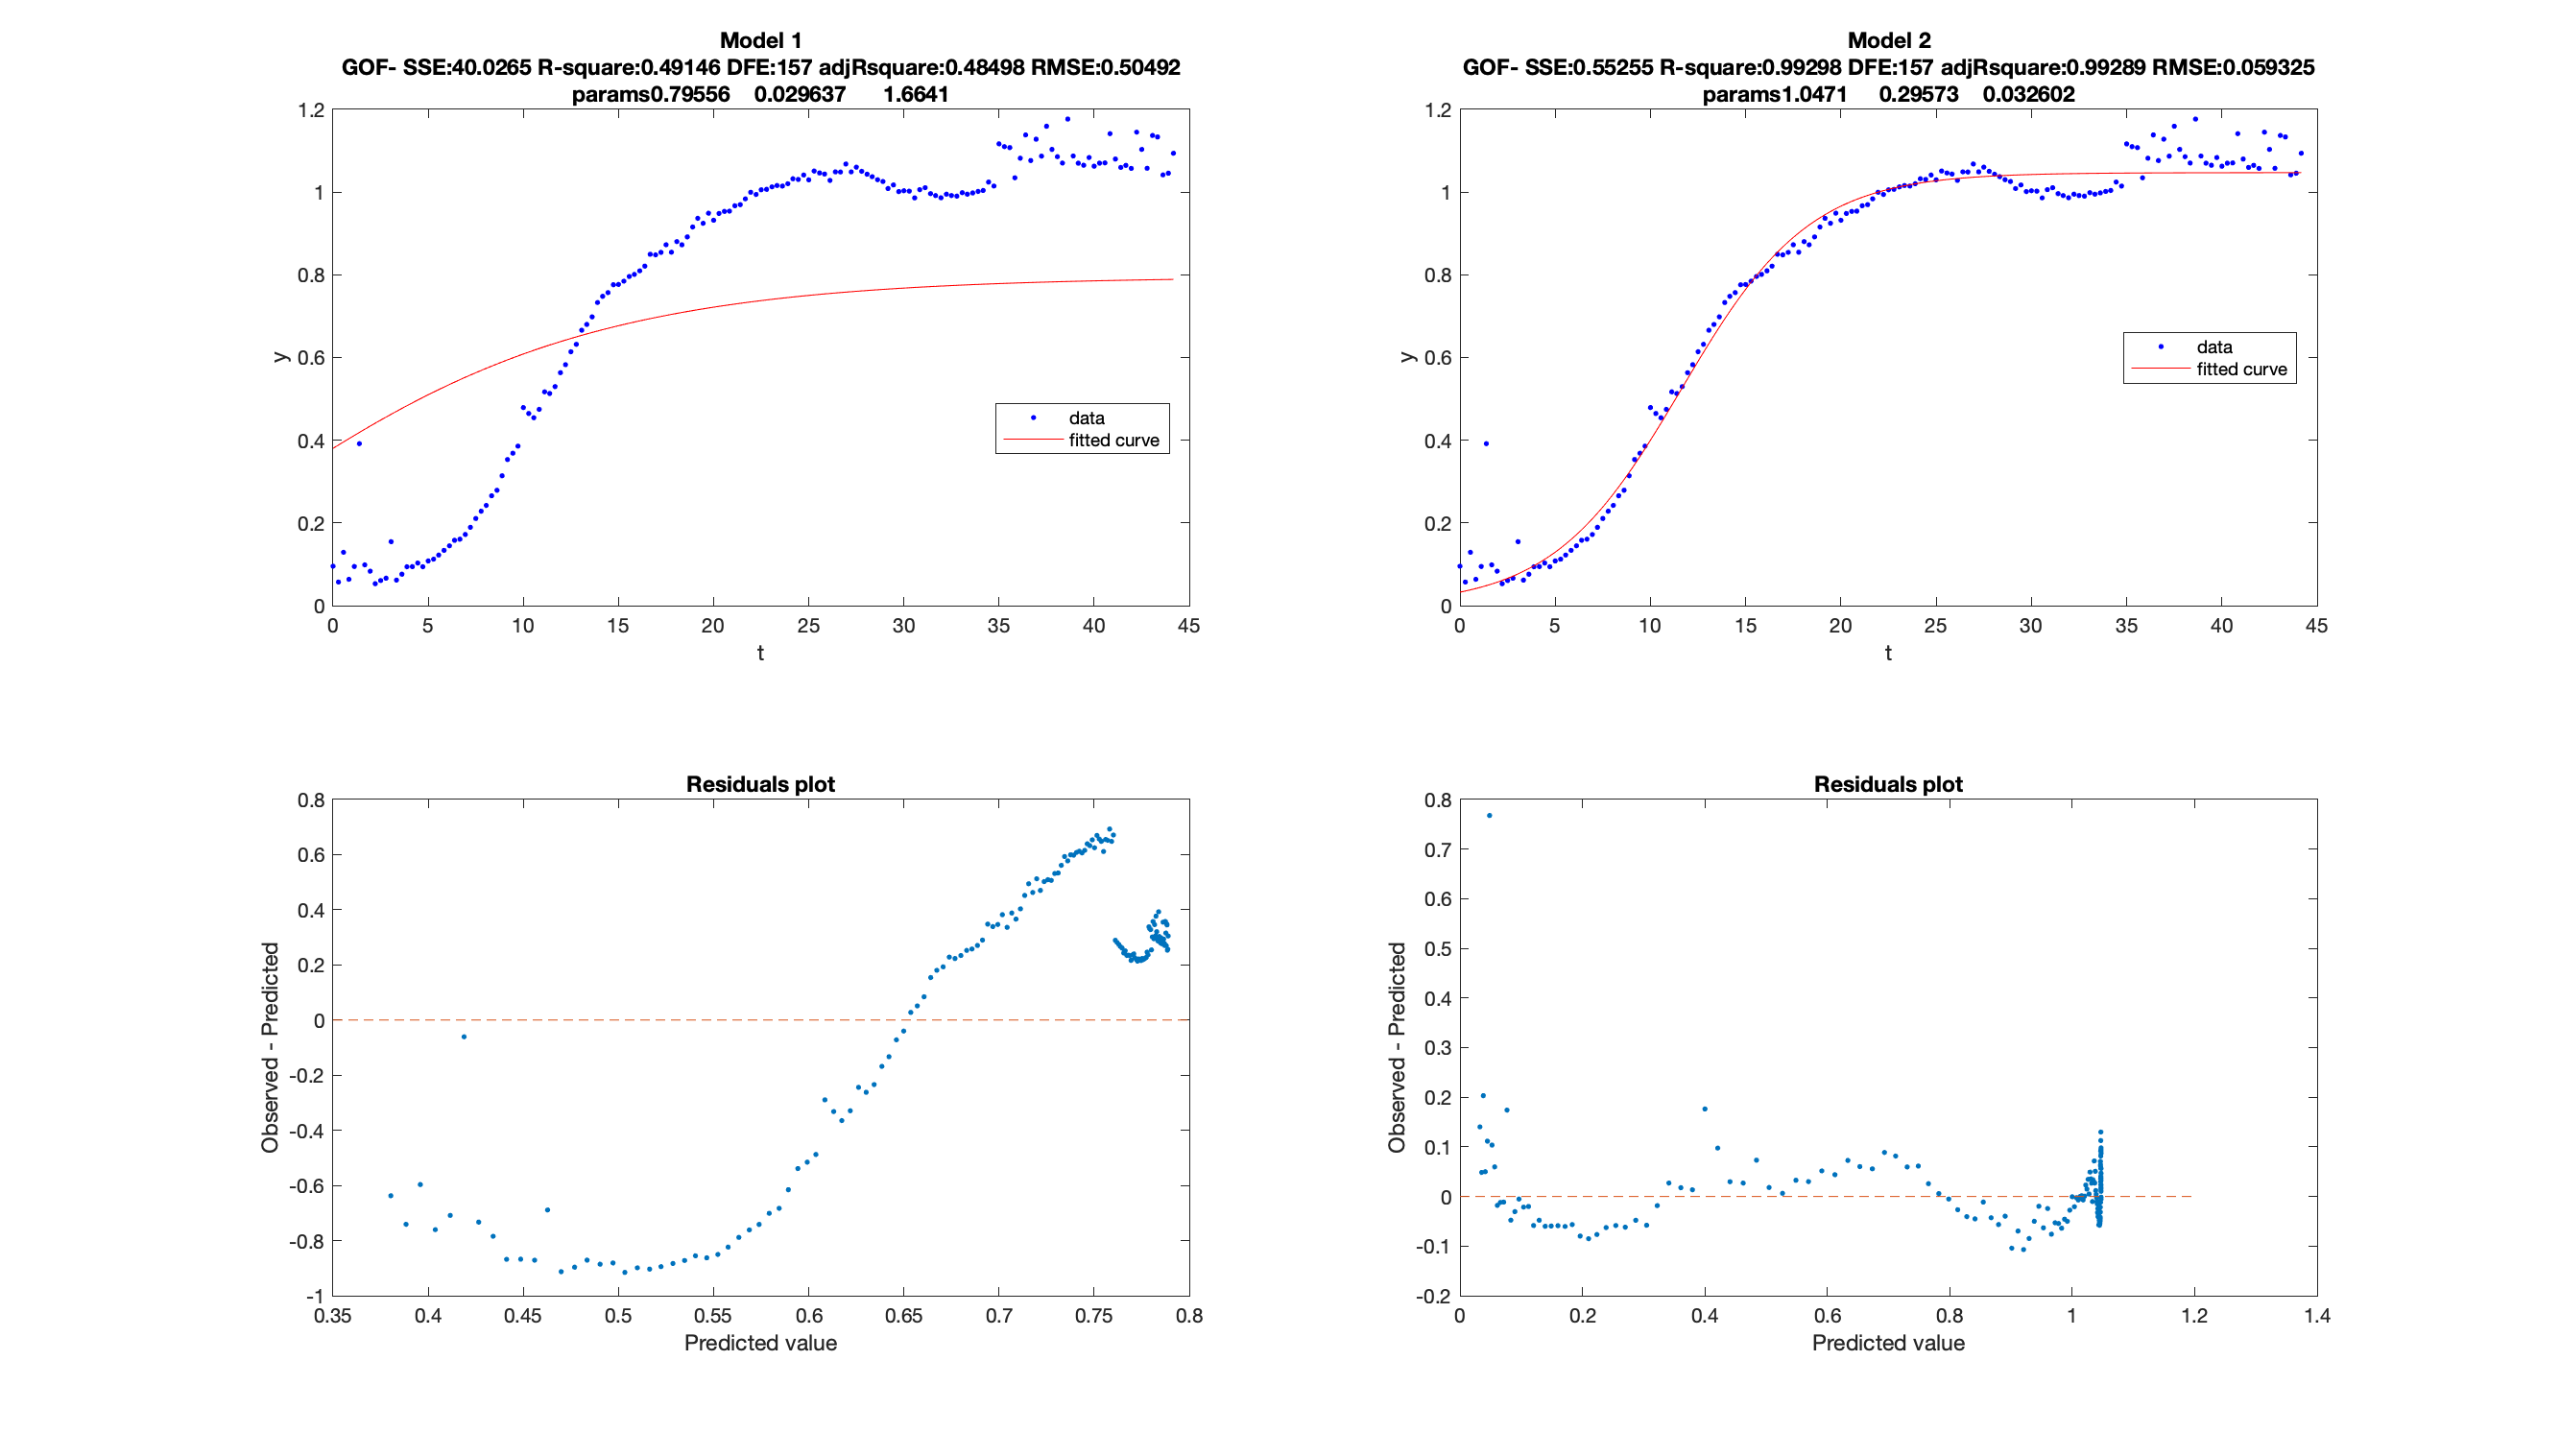 Model 1
GOF- SSE:40.0265 R-square:0.49146 DFE:157 adjRsquare:0.48498 RMSE:0.50492
params0.79556 0.029637 1.6641
1.2
1
0.8
0.6
0.4
0.2
0
y
data
fitted curve
0 5 10 15 20 25 30 35 40 45
t
Model 2
GOF- SSE:0.55255 R-square:0.99298 DFE:157 adjRsquare:0.99289 RMSE:0.059325
params1.0471 0.29573 0.032602
1.2
1
0.8
0.6
0.4
0.2
0
y
data
fitted curve
0 5 10 15 20 25 30 35 40 45
t
Residuals plot
0.8
0.6
0.4
0.2
0
-0.2
-0.4
-0.6
-0.8
-1
Observed - Predicted
0.35 0.4 0.45 0.5 0.55 0.6 0.65 0.7 0.75 0.8
Predicted value
Residuals plot
0.8
0.7
0.6
0.5
0.4
0.3
0.2
0.1
0
-0.1
-0.2
Observed - Predicted
0 0.2 0.4 0.6 0.8 1 1.2 1.4
Predicted value